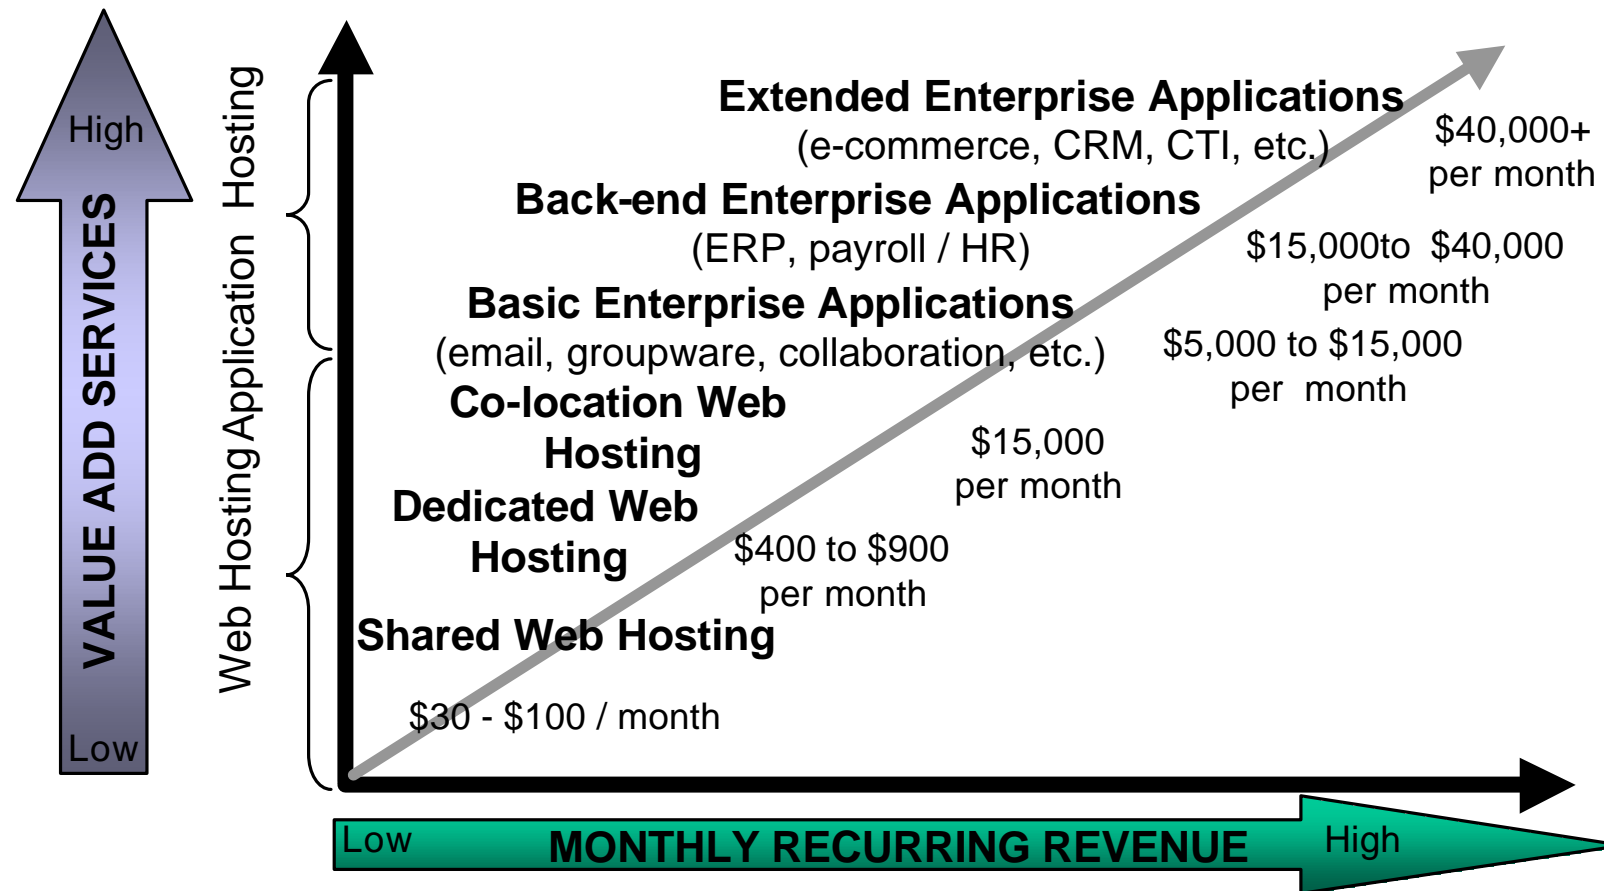 High
VALUE ADD SERVICES
Low
Web Hosting
Application Hosting
Extended Enterprise Applications
(e-commerce, CRM, CTI, etc.)
$40,000+
per month
Back-end Enterprise Applications
(ERP, payroll / HR)
$15,000to $40,000
per month
Basic Enterprise Applications
(email, groupware, collaboration, etc.)
$5,000 to $15,000
per month
Co-location Web
Hosting
$15,000
per month
Dedicated Web
Hosting
$400 to $900
per month
Shared Web Hosting
$30 - $100 / month
Low
MONTHLY RECURRING REVENUE
High